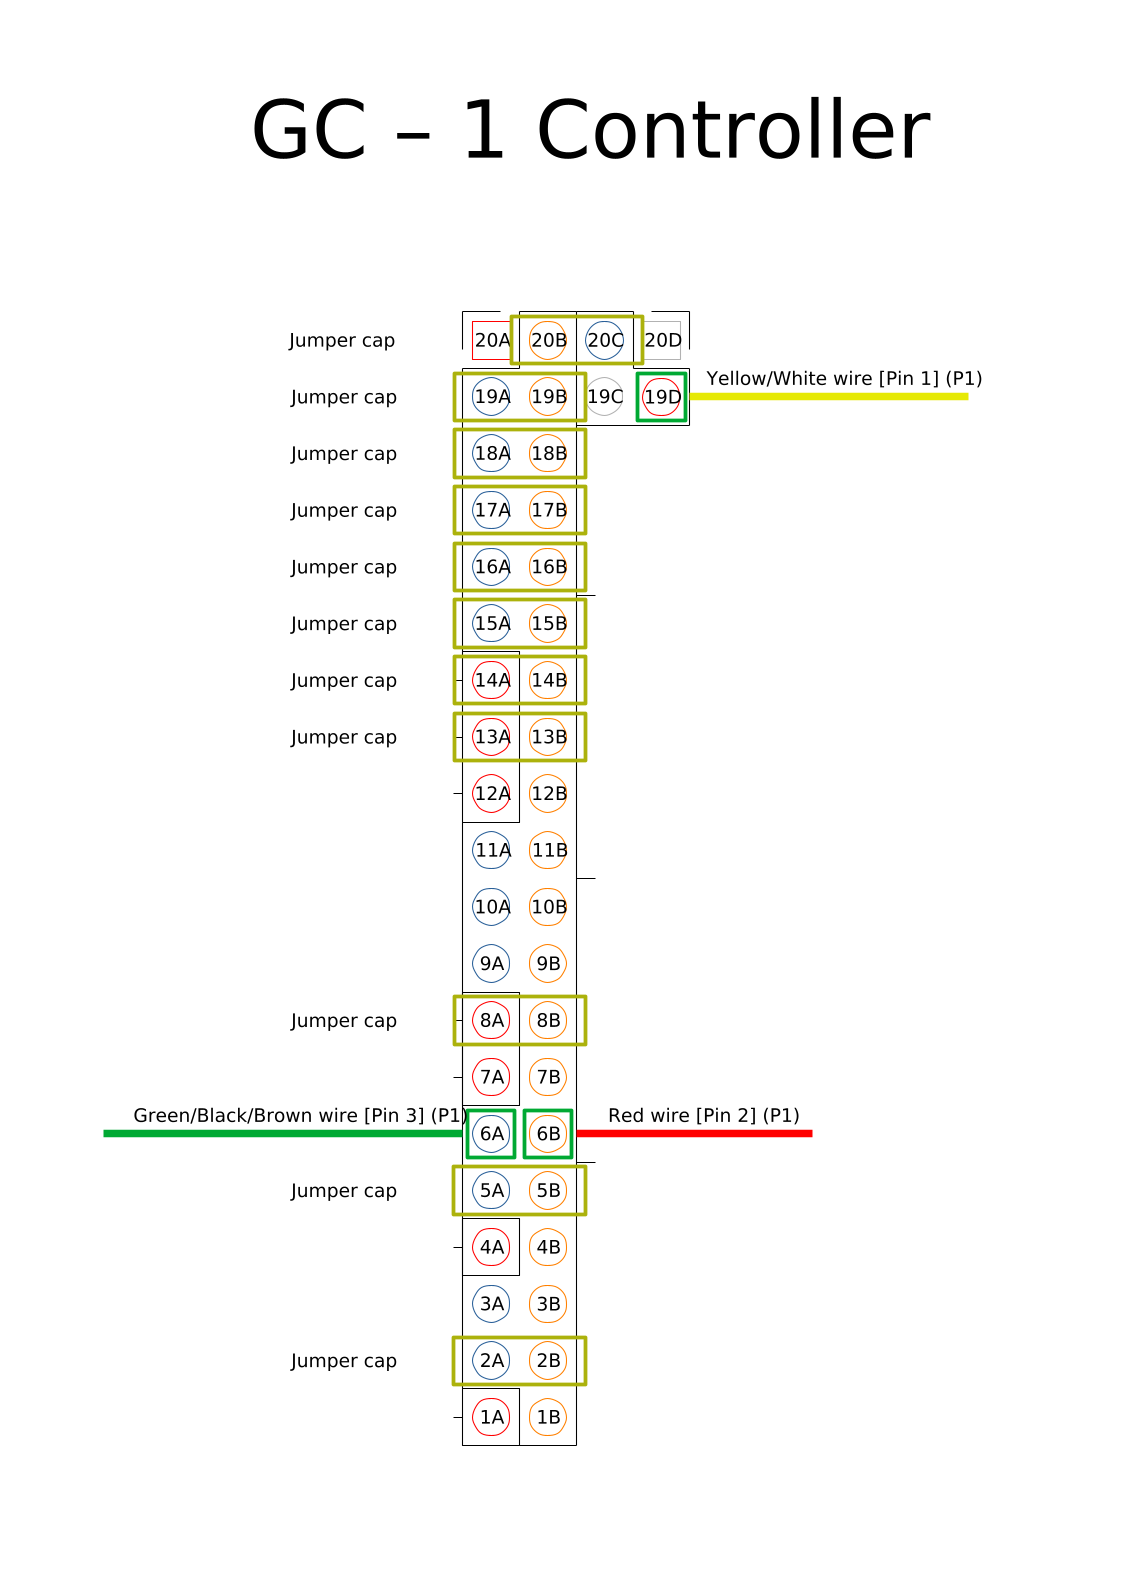 GC – 1 Controller
Jumper cap 20A 20B 20C 20D
Yellow/White wire [Pin 1] (P1)
Jumper cap 19A 19B 19C 19D
Jumper cap 18A 18B
Jumper cap 17A 17B
Jumper cap 16A 16B
Jumper cap 15A 15B
Jumper cap 14A 14B
Jumper cap 13A 13B
12A 12B
11A 11B
10A 10B
9A 9B
Jumper cap 8A 8B
7A 7B
Green/Black/Brown wire [Pin 3] (P1) Red wire [Pin 2] (P1)
6A 6B
Jumper cap 5A 5B
4A 4B
3A 3B
Jumper cap 2A 2B
1A 1B